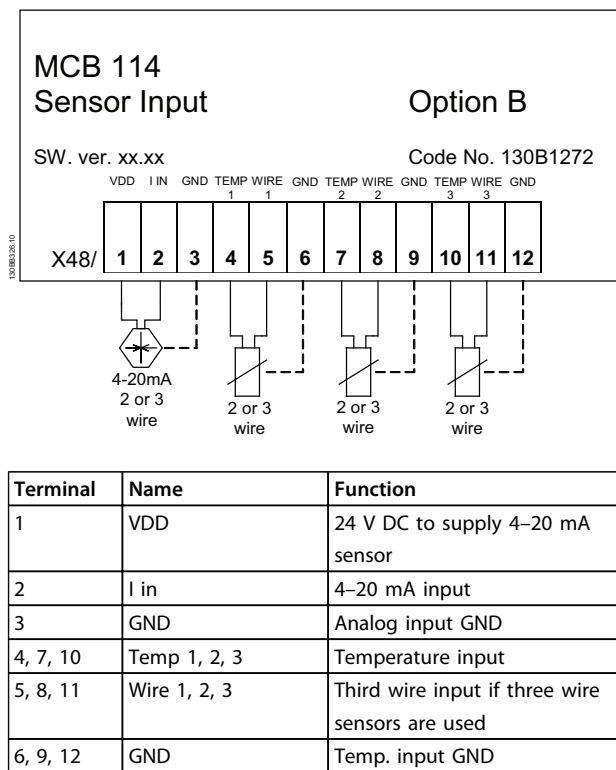 MCB 114
Sensor Input
Option B
SW. ver. xx.xx
Code No. 130B1272
VDD I IN GND TEMP 1 WIRE 1 GND TEMP 2 WIRE 2 GND TEMP 3 WIRE 3 GND
130BB326.10
X48/ 1 2 3 4 5 6 7 8 9 10 11 12
4-20mA
2 or 3
wire
2 or 3
wire
2 or 3
wire
2 or 3
wire
Terminal Name Function
1 VDD 24 V DC to supply 4–20 mA
sensor
2 I in 4–20 mA input
3 GND Analog input GND
4, 7, 10 Temp 1, 2, 3 Temperature input
5, 8, 11 Wire 1, 2, 3 Third wire input if three wire
sensors are used
6, 9, 12 GND Temp. input GND